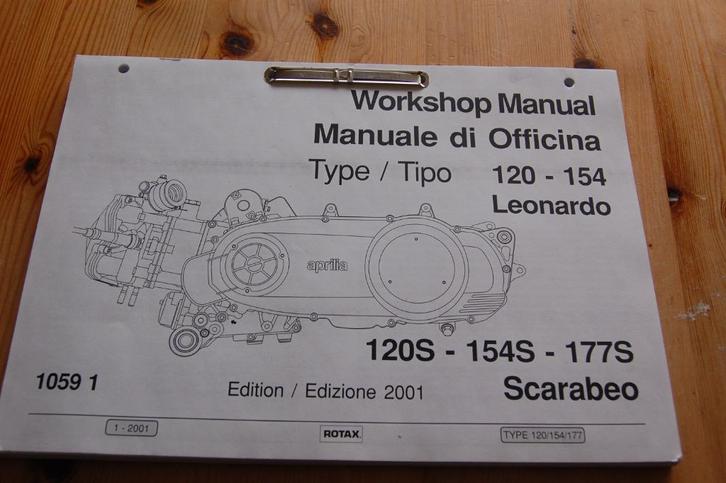 Workshop Manual
Manuale di Officina
Type / Tipo 120 - 154
Leonardo
aprilia
120S - 154S - 177S
Scarabeo
1059 1
Edition / Edizione 2001
1 - 2001
ROTAX.
TYPE 120/154/177